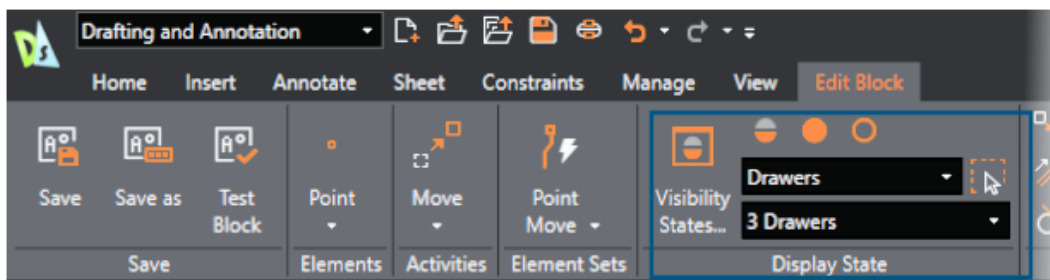 DS
Drafting and Annotation
Home Insert Annotate Sheet Constraints Manage View Edit Block
Save Save as Test Block Point Move Point Move Visibility States... Drawers
3 Drawers
Save Elements Activities Element Sets Display State